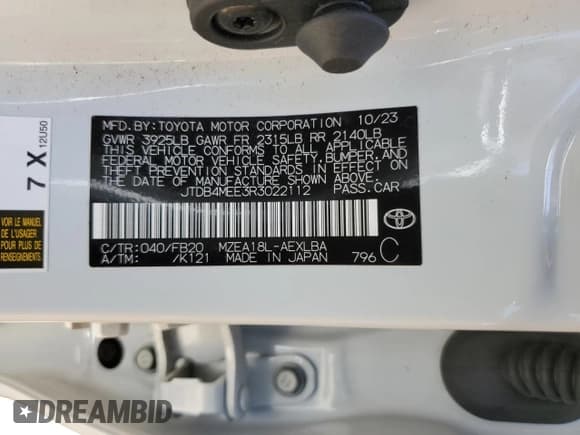 MFD.BY:TOYOTA MOTOR CORPORATION 10/23
GVWR 3925LB GAWR FR 2315LB RR 2140LB
THIS VEHICLE CONFORMS TO ALL APPLICABLE
FEDERAL MOTOR VEHICLE SAFETY, BUMPER, AND
THEFT PREVENTION STANDARDS IN EFFECT ON
THE DATE OF MANUFACTURE SHOWN ABOVE.
JTDB4MEE3R3022112 PASS.CAR
TOYOTA
C/TR:040/FB20 MZEA18L-AEXLBA
A/TM: /K121 MADE IN JAPAN 796 C
7 X 12U50
VOIR LE MANUEL
DE L'USAGER
POUR PLUS DE
RENSEIGNEMENTS
DREAMBID